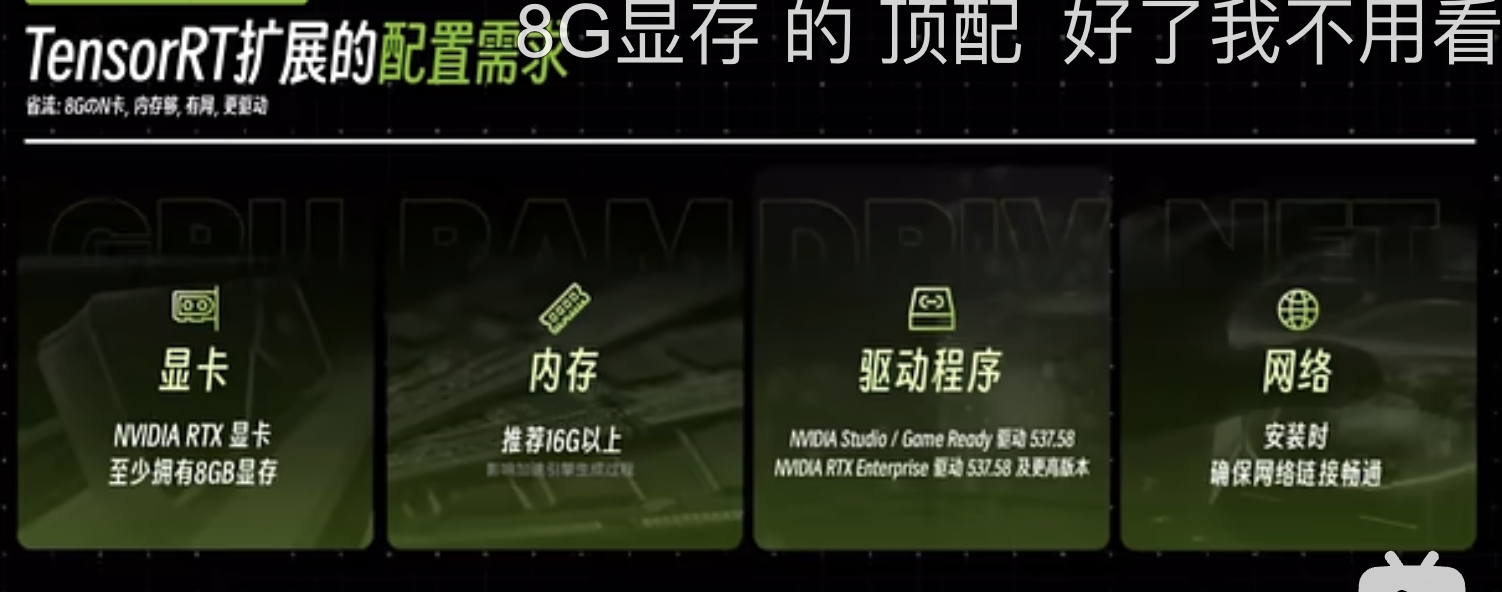 8G显存 的 顶配 好了我不用看
TensorRT扩展的配置需求
省流: 8GのN卡, 内存够, 有网, 更驱动
GPU
RAM
DRIV
NET
显卡
NVIDIA RTX 显卡
至少拥有8GB显存
内存
推荐16G以上
影响加速引擎生成过程
驱动程序
NVIDIA Studio / Game Ready 驱动 537.58
NVIDIA RTX Enterprise 驱动 537.58 及更高版本
网络
安装时
确保网络链接畅通